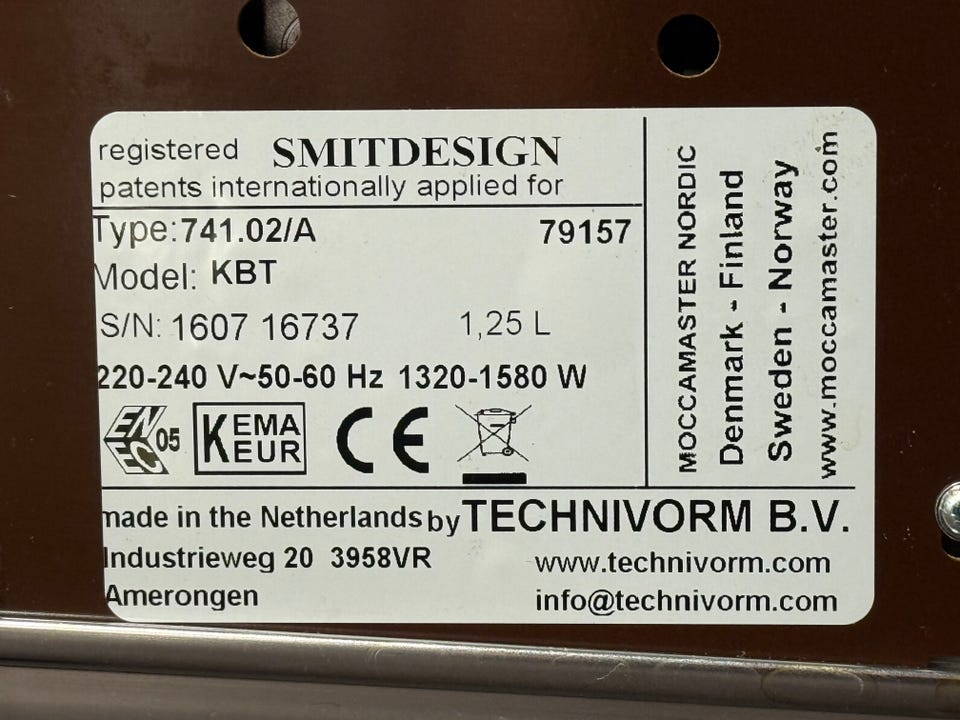 registered SMITDESIGN
patents internationally applied for
Type: 741.02/A 79157
Model: KBT
S/N: 1607 16737 1,25 L
220-240 V~50-60 Hz 1320-1580 W
ENEC 05 KEMA KEUR CE
made in the Netherlands by TECHNIVORM B.V.
Industrieweg 20 3958VR www.technivorm.com
Amerongen info@technivorm.com
MOCCAMASTER NORDIC
Denmark - Finland
Sweden - Norway
www.moccamaster.com